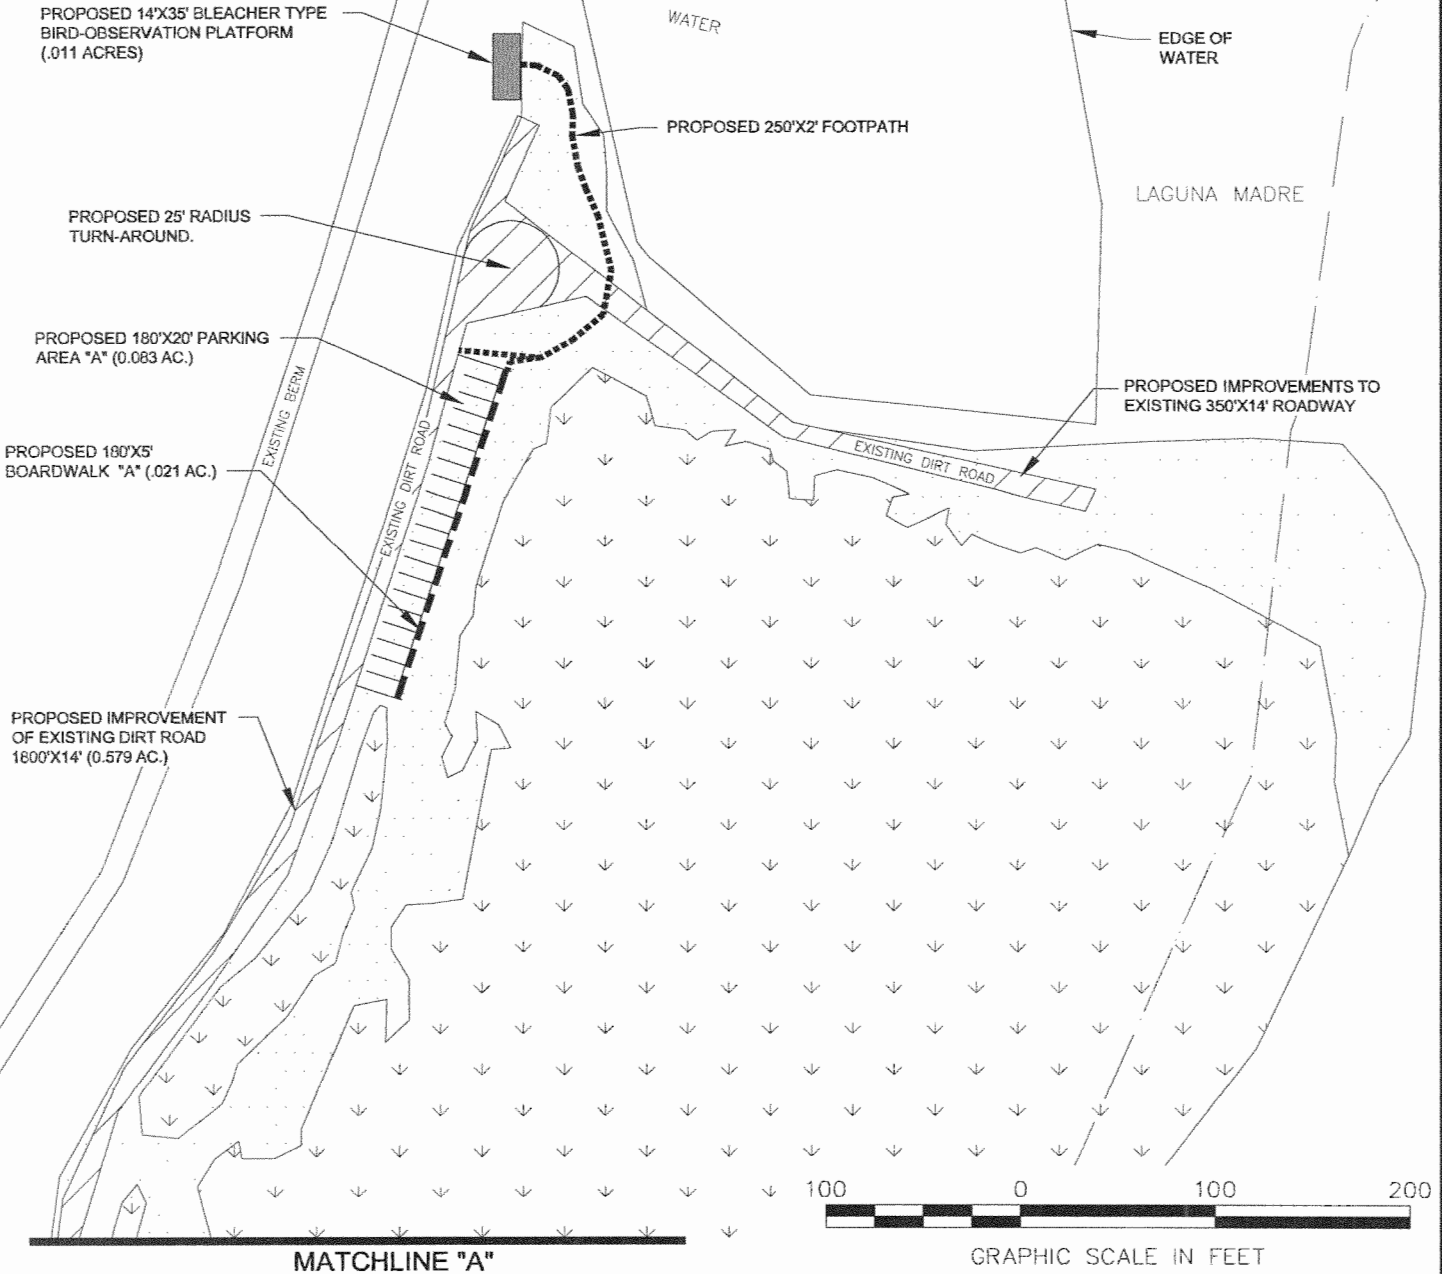 PROPOSED 14'X35' BLEACHER TYPE
BIRD-OBSERVATION PLATFORM
(.011 ACRES)
WATER
EDGE OF
WATER
PROPOSED 250'X2' FOOTPATH
LAGUNA MADRE
PROPOSED 25' RADIUS
TURN-AROUND.
PROPOSED 180'X20' PARKING
AREA "A" (0.083 AC.)
EXISTING BERM
PROPOSED IMPROVEMENTS TO
EXISTING 350'X14' ROADWAY
EXISTING DIRT ROAD
EXISTING DIRT ROAD
PROPOSED 180'X5'
BOARDWALK "A" (.021 AC.)
PROPOSED IMPROVEMENT
OF EXISTING DIRT ROAD
1800'X14' (0.579 AC.)
100 0 100 200
GRAPHIC SCALE IN FEET
MATCHLINE "A"